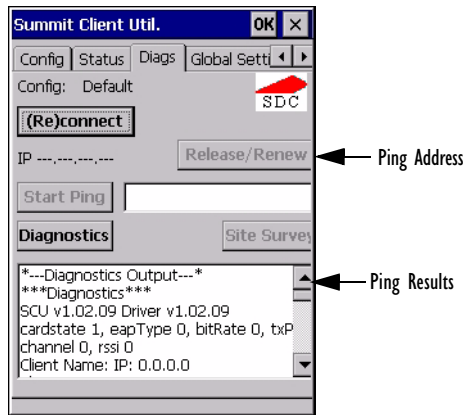 Summit Client Util. OK ×
Config Status Diags Global Setti
Config: Default
SDC
(Re)connect
IP ---.---.---.---
Release/Renew
Ping Address
Start Ping
Diagnostics
Site Survey
*---Diagnostics Output---*
***Diagnostics***
Ping Results
SCU v1.02.09 Driver v1.02.09
cardstate 1, eapType 0, bitRate 0, txP
channel 0, rssi 0
Client Name: IP: 0.0.0.0